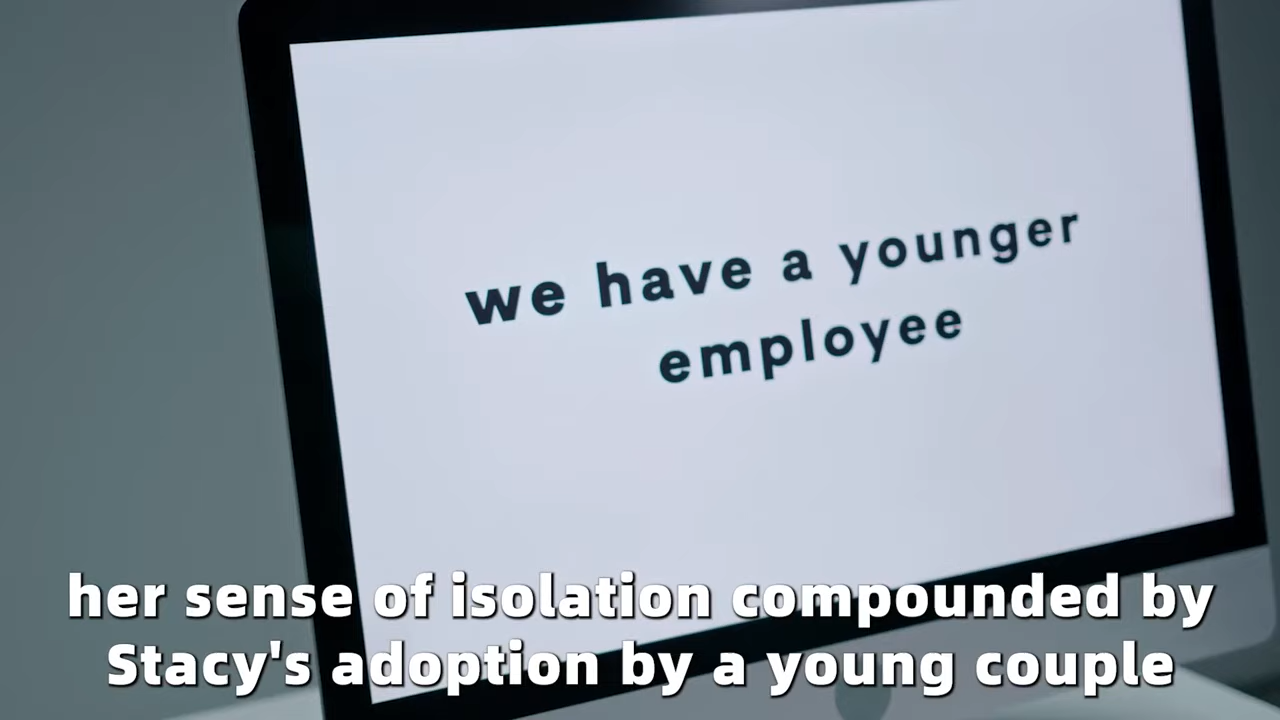 we have a younger
employee
her sense of isolation compounded by
Stacy's adoption by a young couple